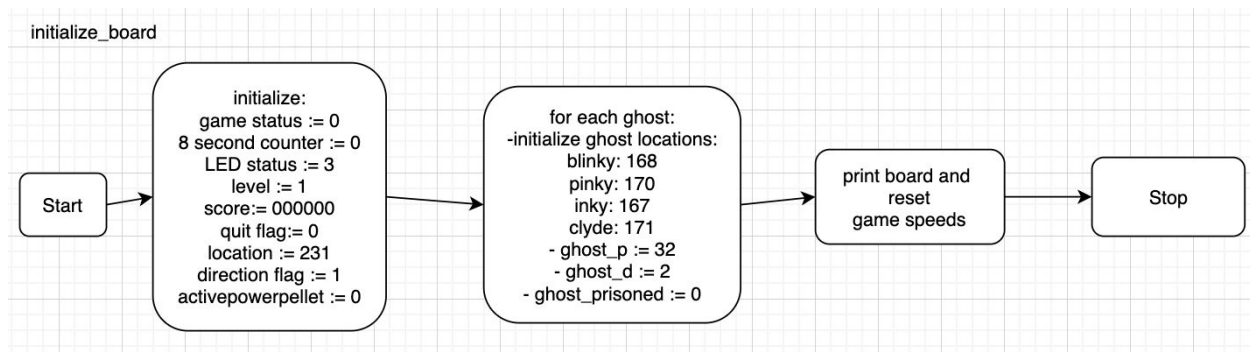 initialize_board
Start
initialize:
game status := 0
8 second counter := 0
LED status := 3
level := 1
score:= 000000
quit flag:= 0
location := 231
direction flag := 1
activepowerpellet := 0
for each ghost:
-initialize ghost locations:
blinky: 168
pinky: 170
inky: 167
clyde: 171
- ghost_p := 32
- ghost_d := 2
- ghost_prisoned := 0
print board and
reset
game speeds
Stop